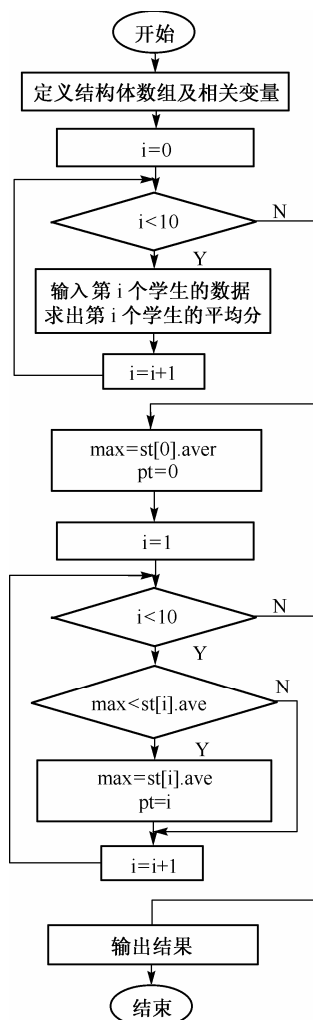 开始
定义结构体数组及相关变量
i=0
i<10
N
Y
输入第 i 个学生的数据
求出第 i 个学生的平均分
i=i+1
max=st[0].aver
pt=0
i=1
i<10
N
Y
max<st[i].ave
N
Y
max=st[i].ave
pt=i
i=i+1
输出结果
结束